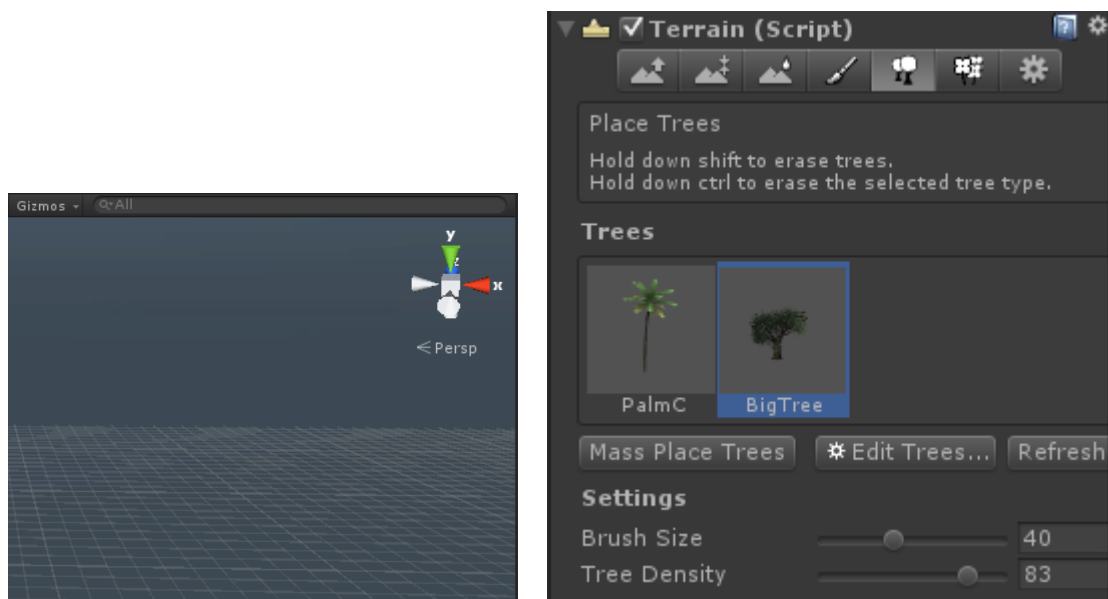 Gizmos
All
y
z
x
Persp
Terrain (Script)
Place Trees
Hold down shift to erase trees.
Hold down ctrl to erase the selected tree type.
Trees
PalmC BigTree
Mass Place Trees Edit Trees... Refresh
Settings
Brush Size 40
Tree Density 83